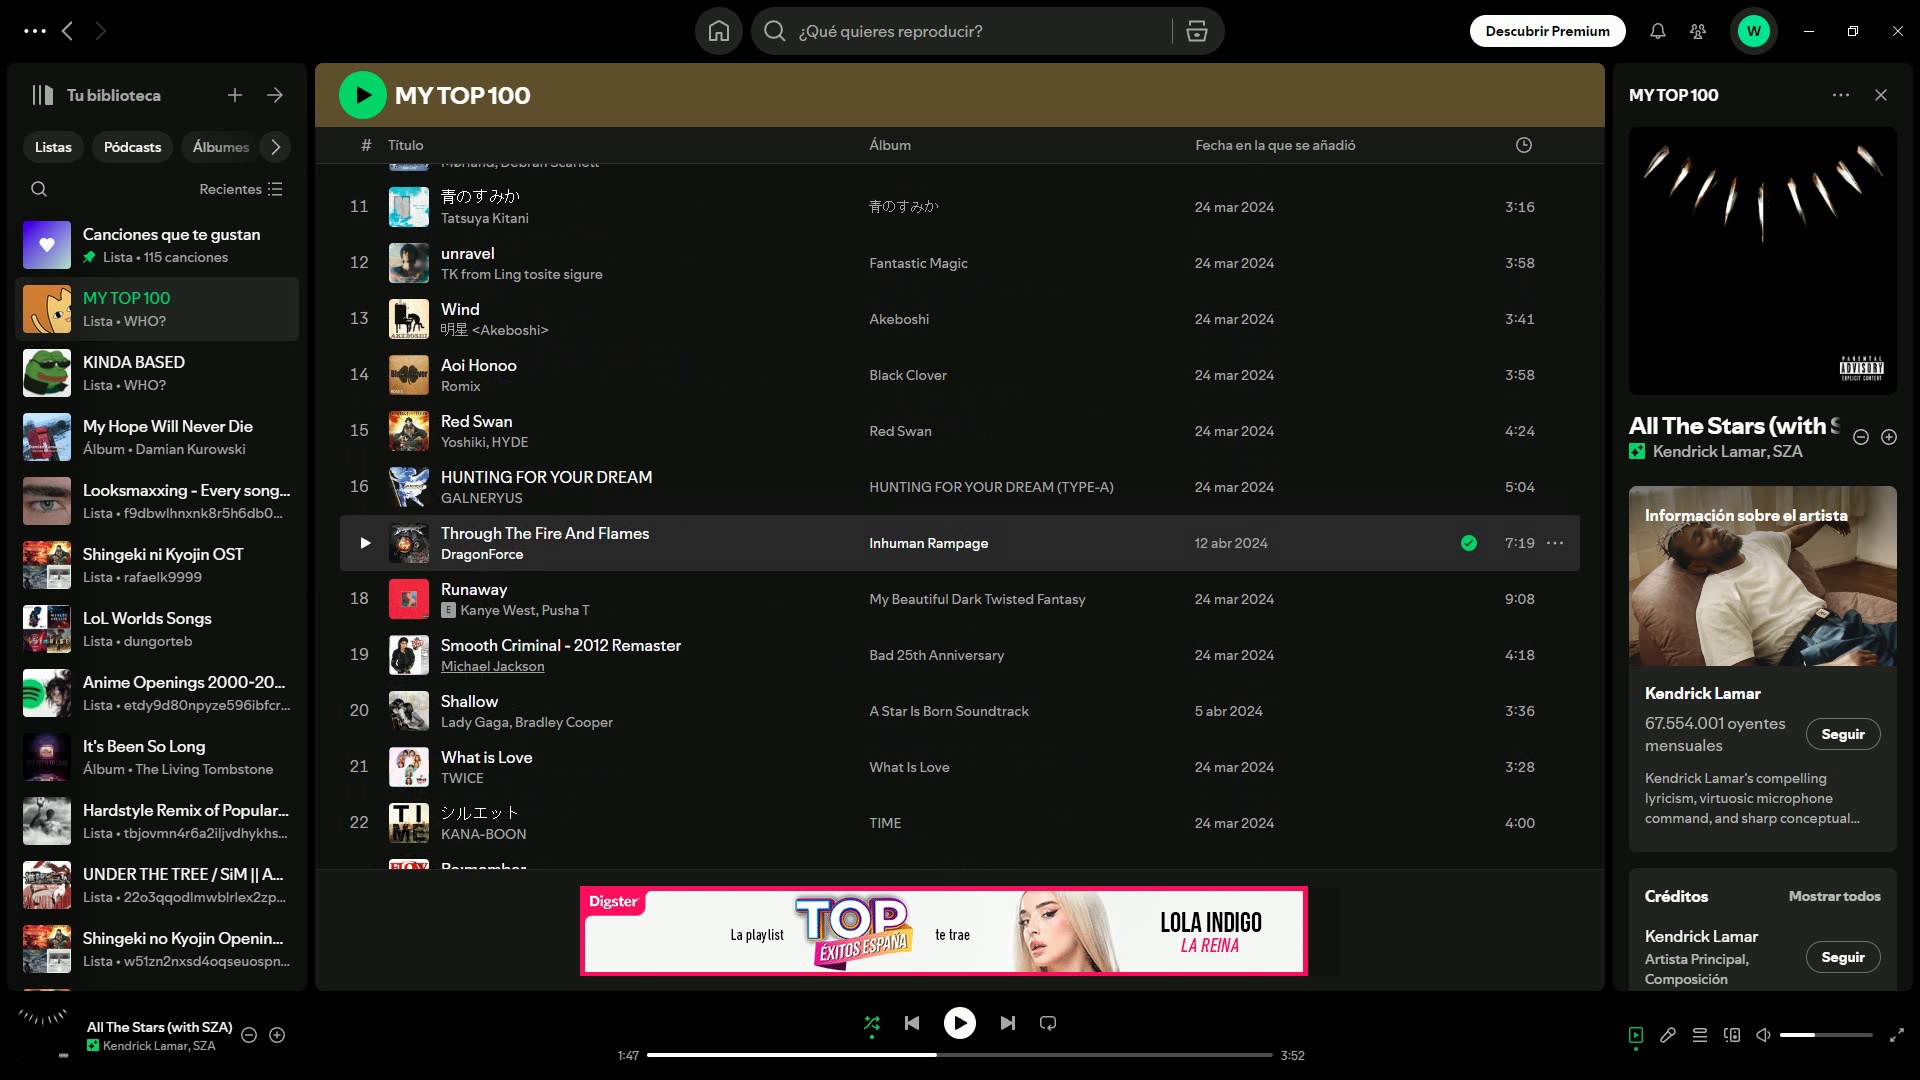 ¿Qué quieres reproducir?
Descubrir Premium
W
Tu biblioteca
Listas
Pódcasts
Álbumes
Recientes
Canciones que te gustan
Lista • 115 canciones
MY TOP 100
Lista • WHO?
KINDA BASED
Lista • WHO?
My Hope Will Never Die
Álbum • Damian Kurowski
Looksmaxxing - Every song...
Lista • f9dbwlhnxnk8r5h6db0...
Shingeki ni Kyojin OST
Lista • rafaelk9999
LoL Worlds Songs
Lista • dungorteb
Anime Openings 2000-20...
Lista • etdy9d80npyze596ibfcr...
It's Been So Long
Álbum • The Living Tombstone
Hardstyle Remix of Popular...
Lista • tbjovmn4r6a2iljvdhykhs...
UNDER THE TREE / SiM || A...
Lista • 22o3qqodlmwblrlex2zp...
Shingeki no Kyojin Openin...
Lista • w51zn2nxsd4oqseuospn...
MY TOP 100
# Título Álbum Fecha en la que se añadió
11 青のすみか 青のすみか 24 mar 2024 3:16
Tatsuya Kitani
12 unravel Fantastic Magic 24 mar 2024 3:58
TK from Ling tosite sigure
13 Wind Akeboshi 24 mar 2024 3:41
明星 <Akeboshi>
14 Aoi Honoo Black Clover 24 mar 2024 3:58
Romix
15 Red Swan Red Swan 24 mar 2024 4:24
Yoshiki, HYDE
16 HUNTING FOR YOUR DREAM HUNTING FOR YOUR DREAM (TYPE-A) 24 mar 2024 5:04
GALNERYUS
Through The Fire And Flames Inhuman Rampage 12 abr 2024 7:19
DragonForce
18 Runaway My Beautiful Dark Twisted Fantasy 24 mar 2024 9:08
E Kanye West, Pusha T
19 Smooth Criminal - 2012 Remaster Bad 25th Anniversary 24 mar 2024 4:18
Michael Jackson
20 Shallow A Star Is Born Soundtrack 5 abr 2024 3:36
Lady Gaga, Bradley Cooper
21 What is Love What Is Love 24 mar 2024 3:28
TWICE
22 シルエット TIME 24 mar 2024 4:00
KANA-BOON
Digster
La playlist
TOP
ÉXITOS ESPAÑA
te trae
LOLA INDIGO
LA REINA
MY TOP 100
PARENTAL
ADVISORY
EXPLICIT CONTENT
All The Stars (with S
Kendrick Lamar, SZA
Información sobre el artista
Kendrick Lamar
67.554.001 oyentes
mensuales
Seguir
Kendrick Lamar's compelling
lyricism, virtuosic microphone
command, and sharp conceptual...
Créditos
Mostrar todos
Kendrick Lamar
Artista Principal,
Composición
Seguir
All The Stars (with SZA)
Kendrick Lamar, SZA
1:47
3:52